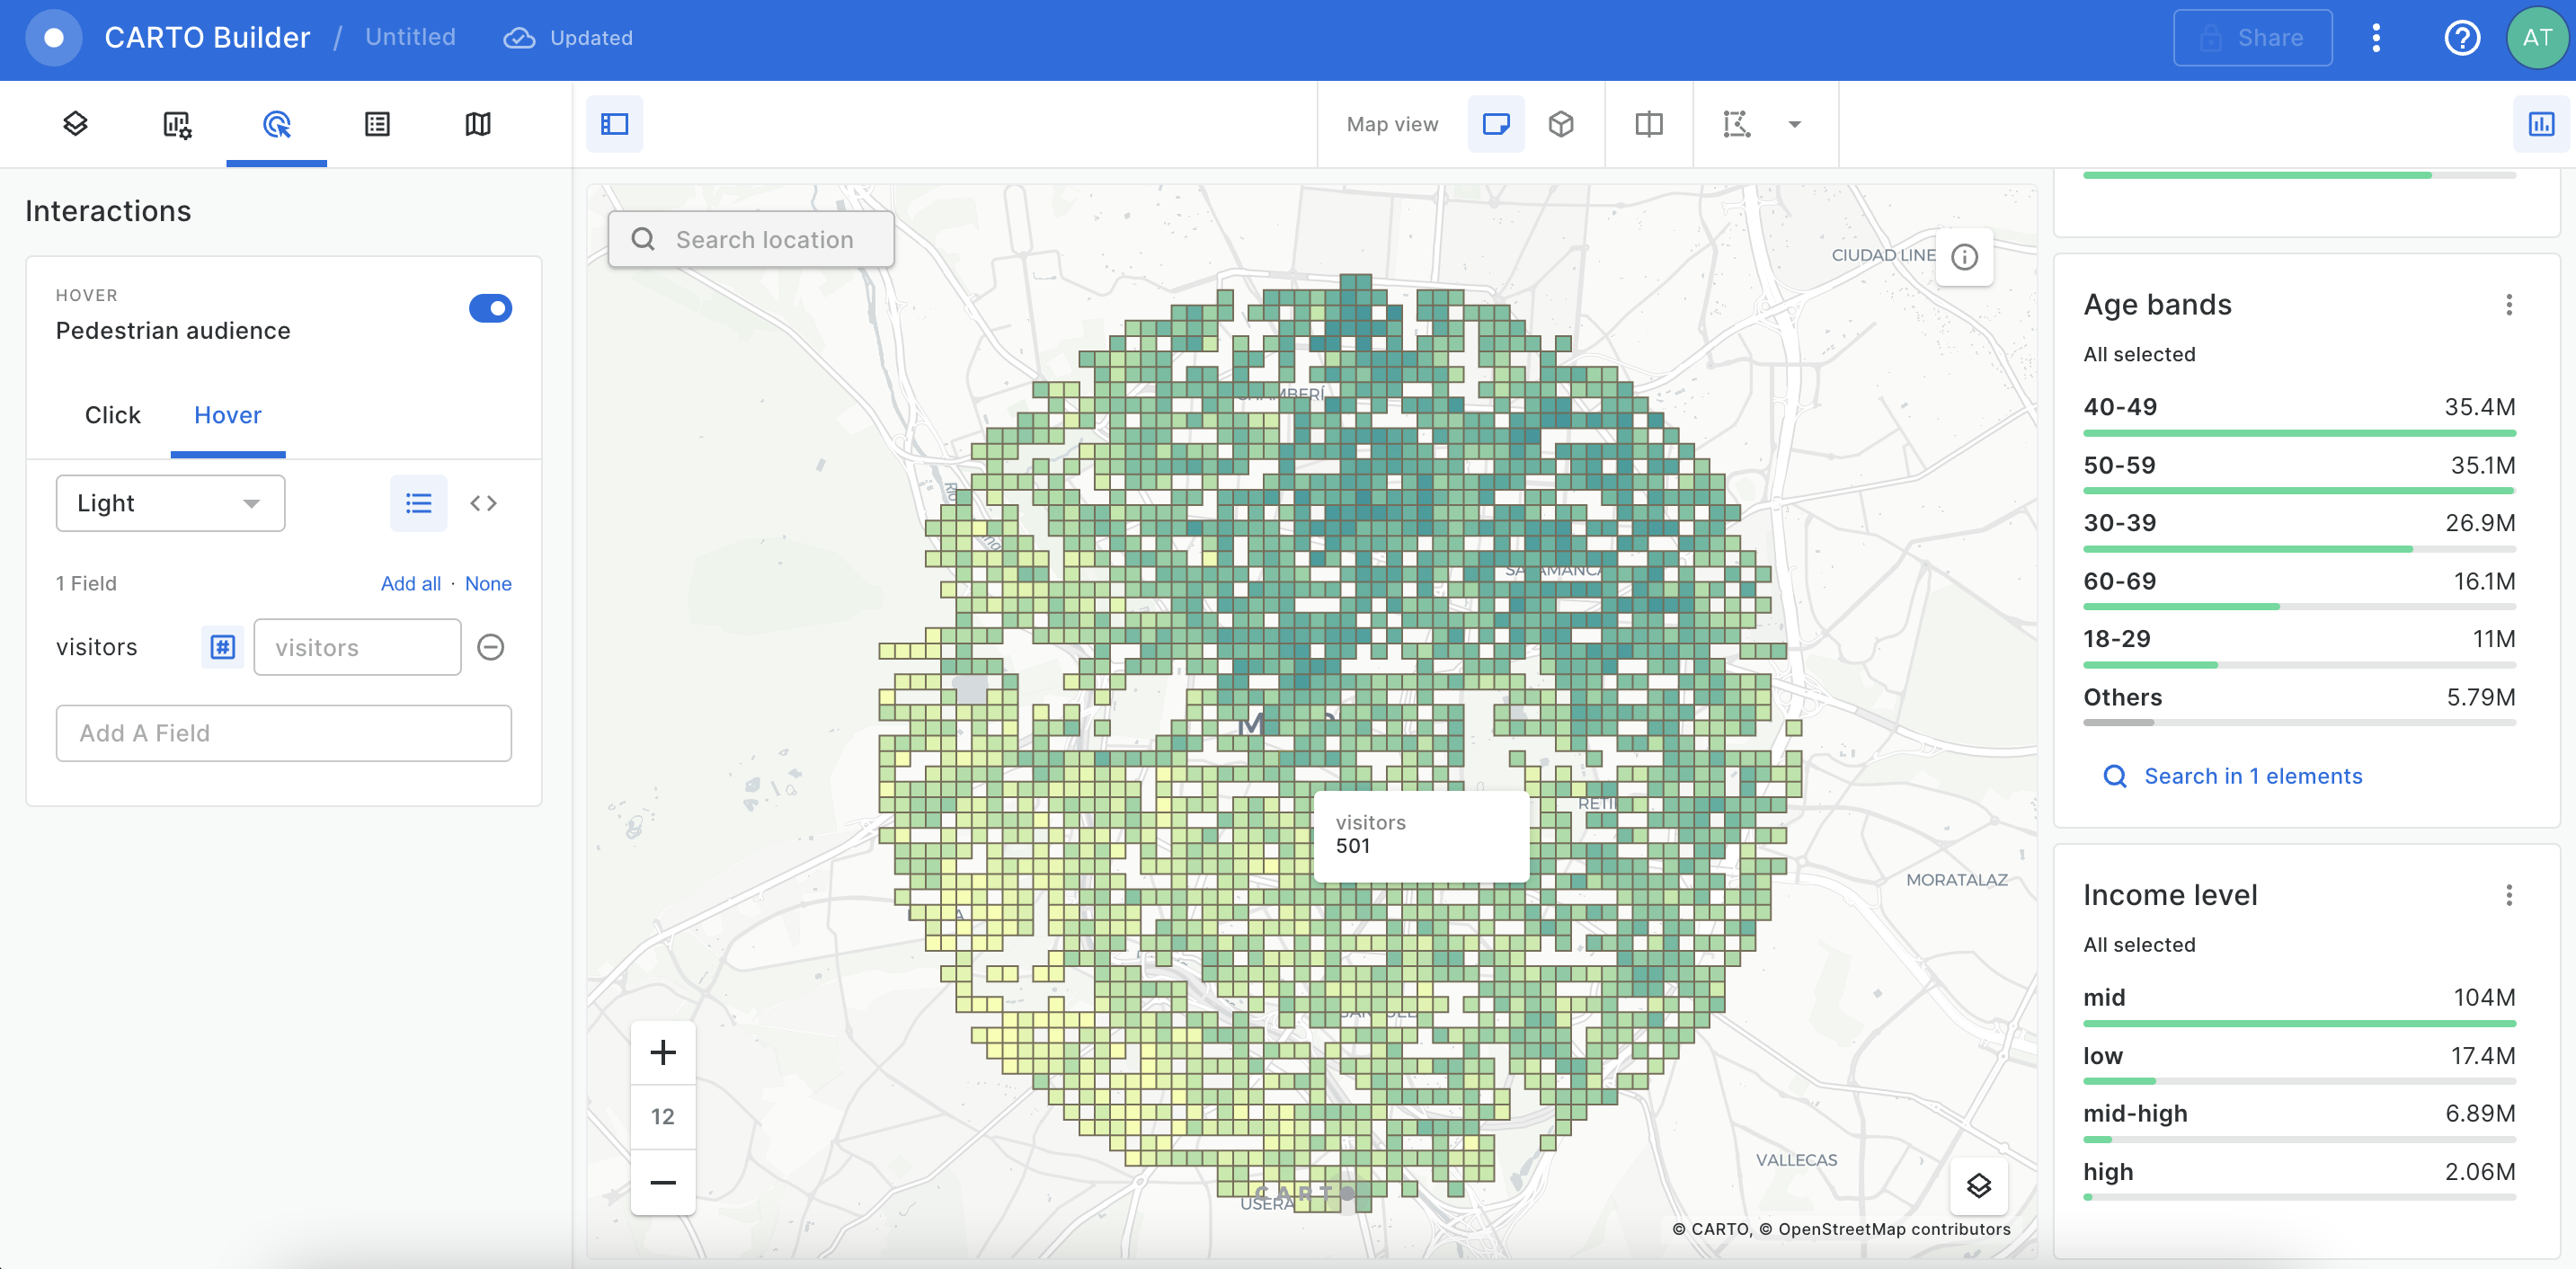 CARTO Builder / Untitled Updated Share AT
Map view
Interactions
HOVER
Pedestrian audience
Click Hover
Light
1 Field Add all · None
visitors visitors
Add A Field
Search location
CIUDAD LINE
visitors
501
MORATALAZ
VALLECAS
USERA
CARTO
12
© CARTO, © OpenStreetMap contributors
Age bands
All selected
40-49 35.4M
50-59 35.1M
30-39 26.9M
60-69 16.1M
18-29 11M
Others 5.79M
Search in 1 elements
Income level
All selected
mid 104M
low 17.4M
mid-high 6.89M
high 2.06M